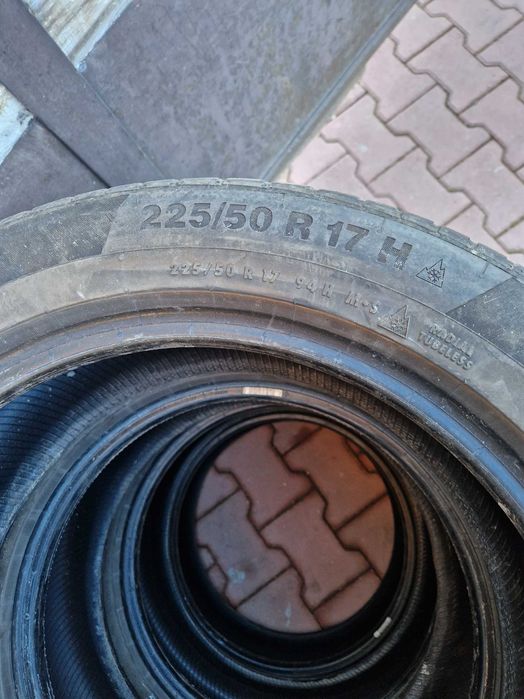 225/50 R 17 H
225/50 R 17 94 H M+S
RADIAL
TUBELESS